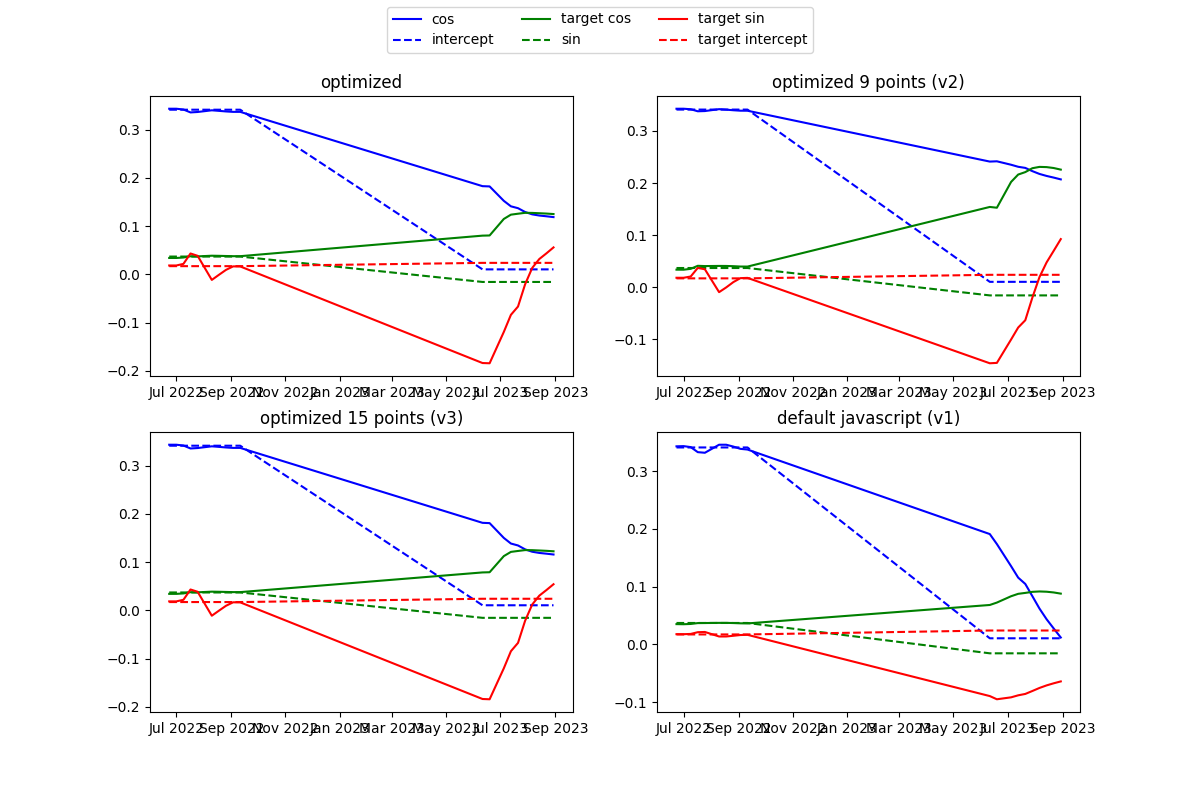 cos target cos target sin
intercept sin target intercept
optimized
optimized 9 points (v2)
0.3
0.2
0.1
0.0
−0.1
−0.2
Jul 2022 Sep 2022 Nov 2022 Jan 2023 Mar 2023 May 2023 Jul 2023 Sep 2023
0.3
0.2
0.1
0.0
−0.1
Jul 2022 Sep 2022 Nov 2022 Jan 2023 Mar 2023 May 2023 Jul 2023 Sep 2023
optimized 15 points (v3)
default javascript (v1)
0.3
0.2
0.1
0.0
−0.1
−0.2
Jul 2022 Sep 2022 Nov 2022 Jan 2023 Mar 2023 May 2023 Jul 2023 Sep 2023
0.3
0.2
0.1
0.0
−0.1
Jul 2022 Sep 2022 Nov 2022 Jan 2023 Mar 2023 May 2023 Jul 2023 Sep 2023